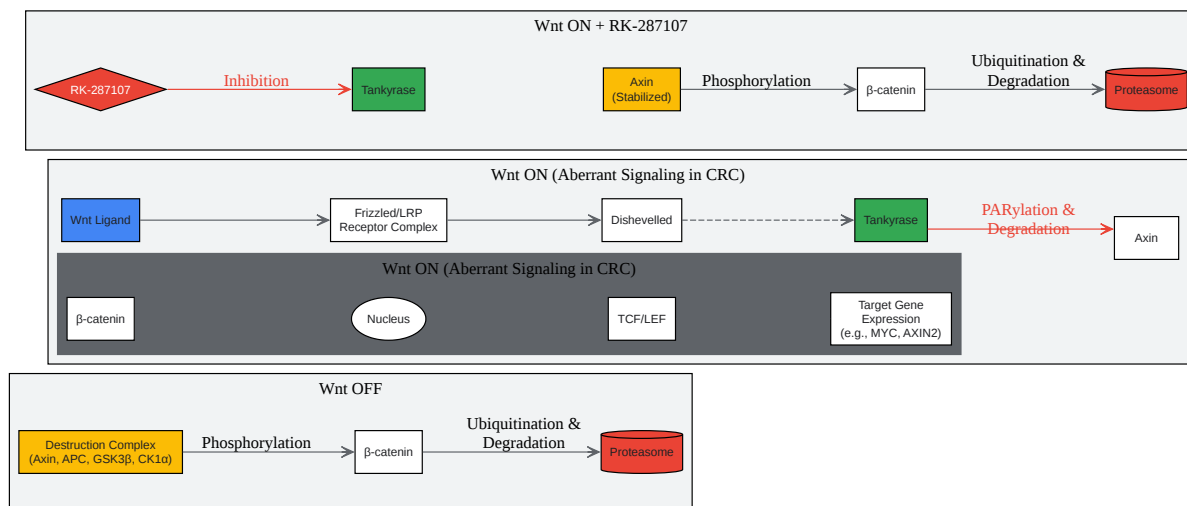 Wnt ON + RK-287107
RK-287107
Inhibition
Tankyrase
Axin
(Stabilized)
Phosphorylation
β-catenin
Ubiquitination &
Degradation
Proteasome
Wnt ON (Aberrant Signaling in CRC)
Wnt Ligand
Frizzled/LRP
Receptor Complex
Dishevelled
Tankyrase
PARylation &
Degradation
Axin
Wnt ON (Aberrant Signaling in CRC)
β-catenin
Nucleus
TCF/LEF
Target Gene
Expression
(e.g., MYC, AXIN2)
Wnt OFF
Destruction Complex
(Axin, APC, GSK3β, CK1α)
Phosphorylation
β-catenin
Ubiquitination &
Degradation
Proteasome